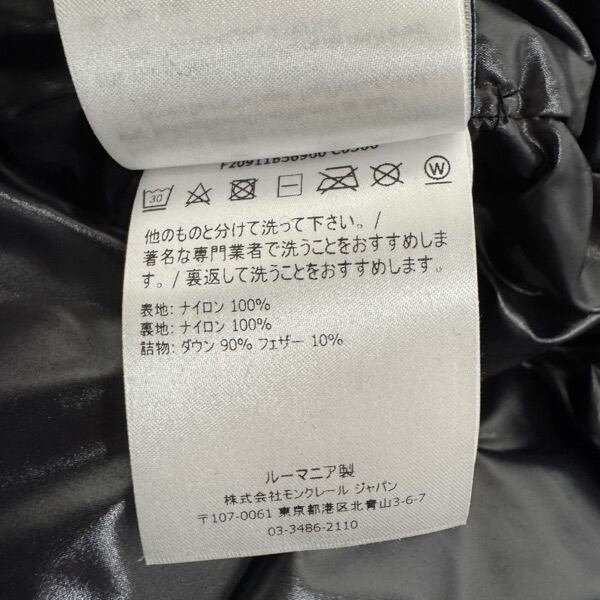 30
W
他のものと分けて洗って下さい。/
著名な専門業者で洗うことをおすすめしま
す。/ 裏返して洗うことをおすすめします。
表地: ナイロン 100%
裏地: ナイロン 100%
詰物: ダウン 90% フェザー 10%
ルーマニア製
株式会社モンクレール ジャパン
〒107-0061 東京都港区北青山3-6-7
03-3486-2110